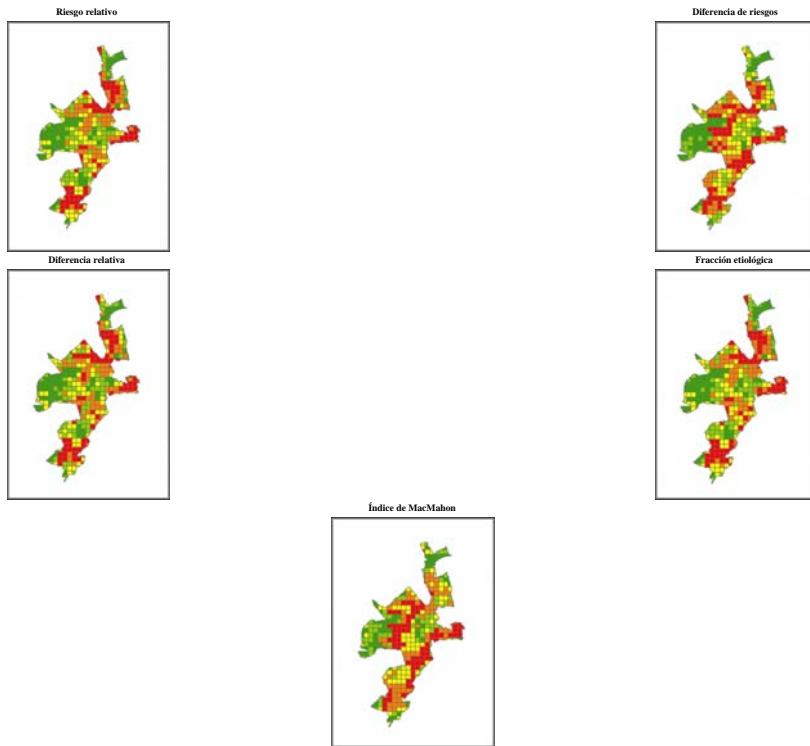 Riesgo relativo
Diferencia de riesgos
Diferencia relativa
Fracción etiológica
Índice de MacMahon